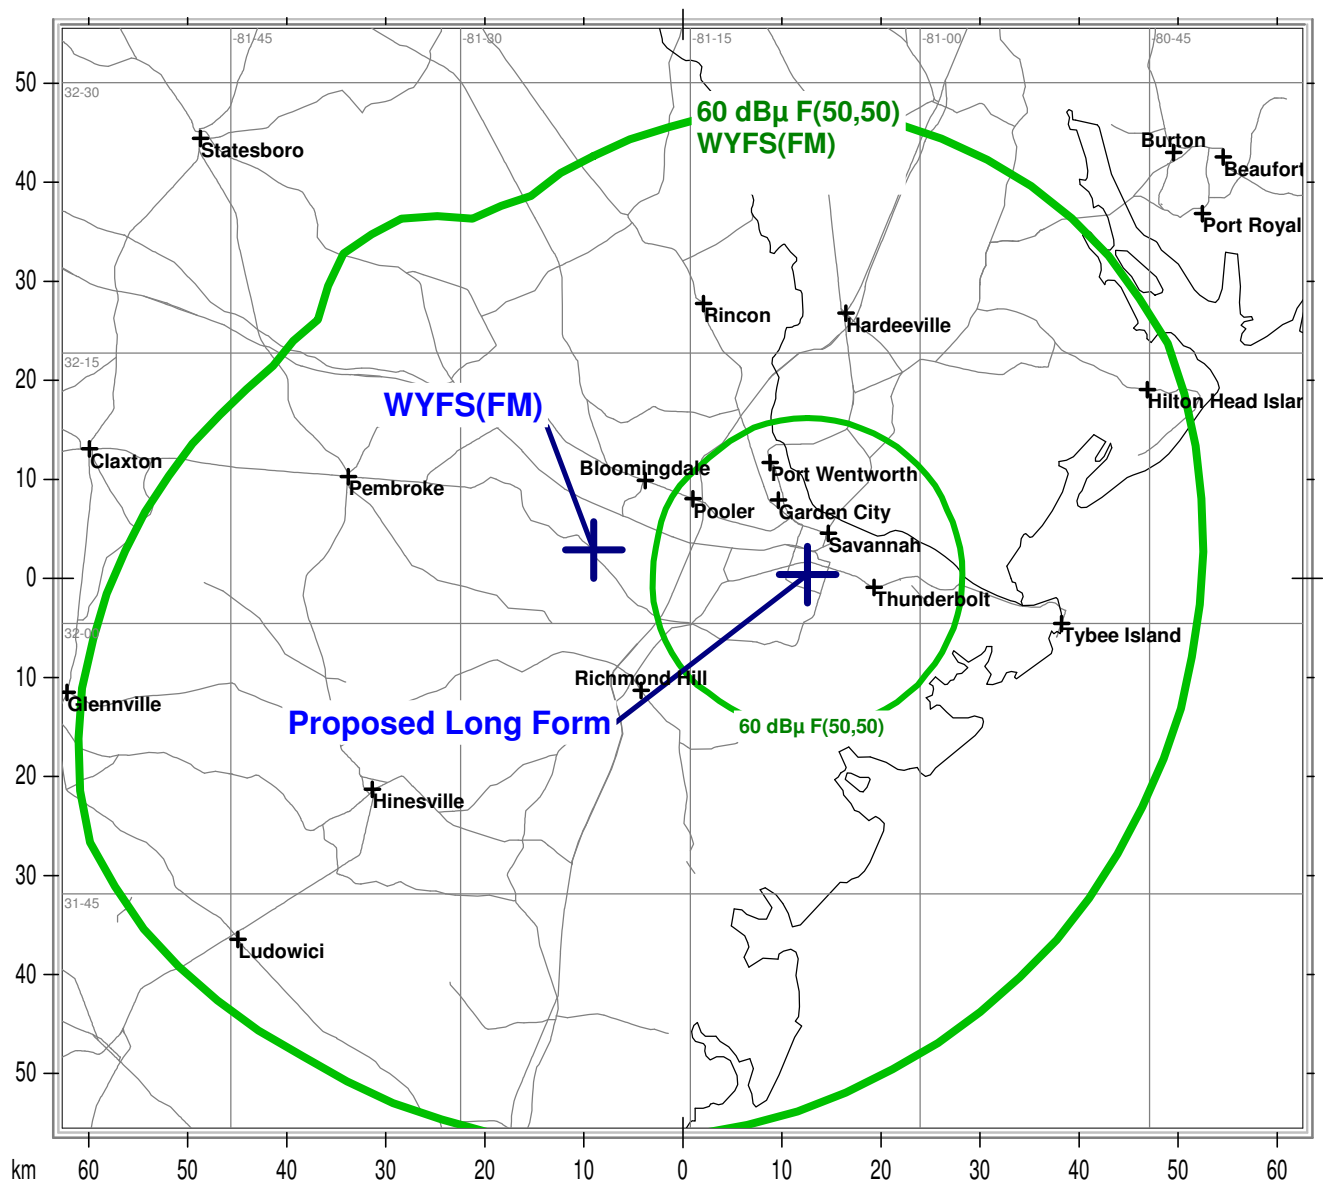 -81-45
-81-30
-81-15
-81-00
-80-45
50
32-30
60 dBµ F(50,50)
WYFS(FM)
Statesboro
Burton
Beaufort
40
Port Royal
30
Rincon
Hardeeville
32-15
20
WYFS(FM)
Hilton Head Islan
Claxton
Bloomingdale
10
Pembroke
Port Wentworth
Pooler
Garden City
Savannah
0
Thunderbolt
32-00
Tybee Island
10
Richmond Hill
Glennville
Proposed Long Form
60 dBµ F(50,50)
20
Hinesville
30
31-45
Ludowici
40
50
km
60
50
40
30
20
10
0
10
20
30
40
50
60